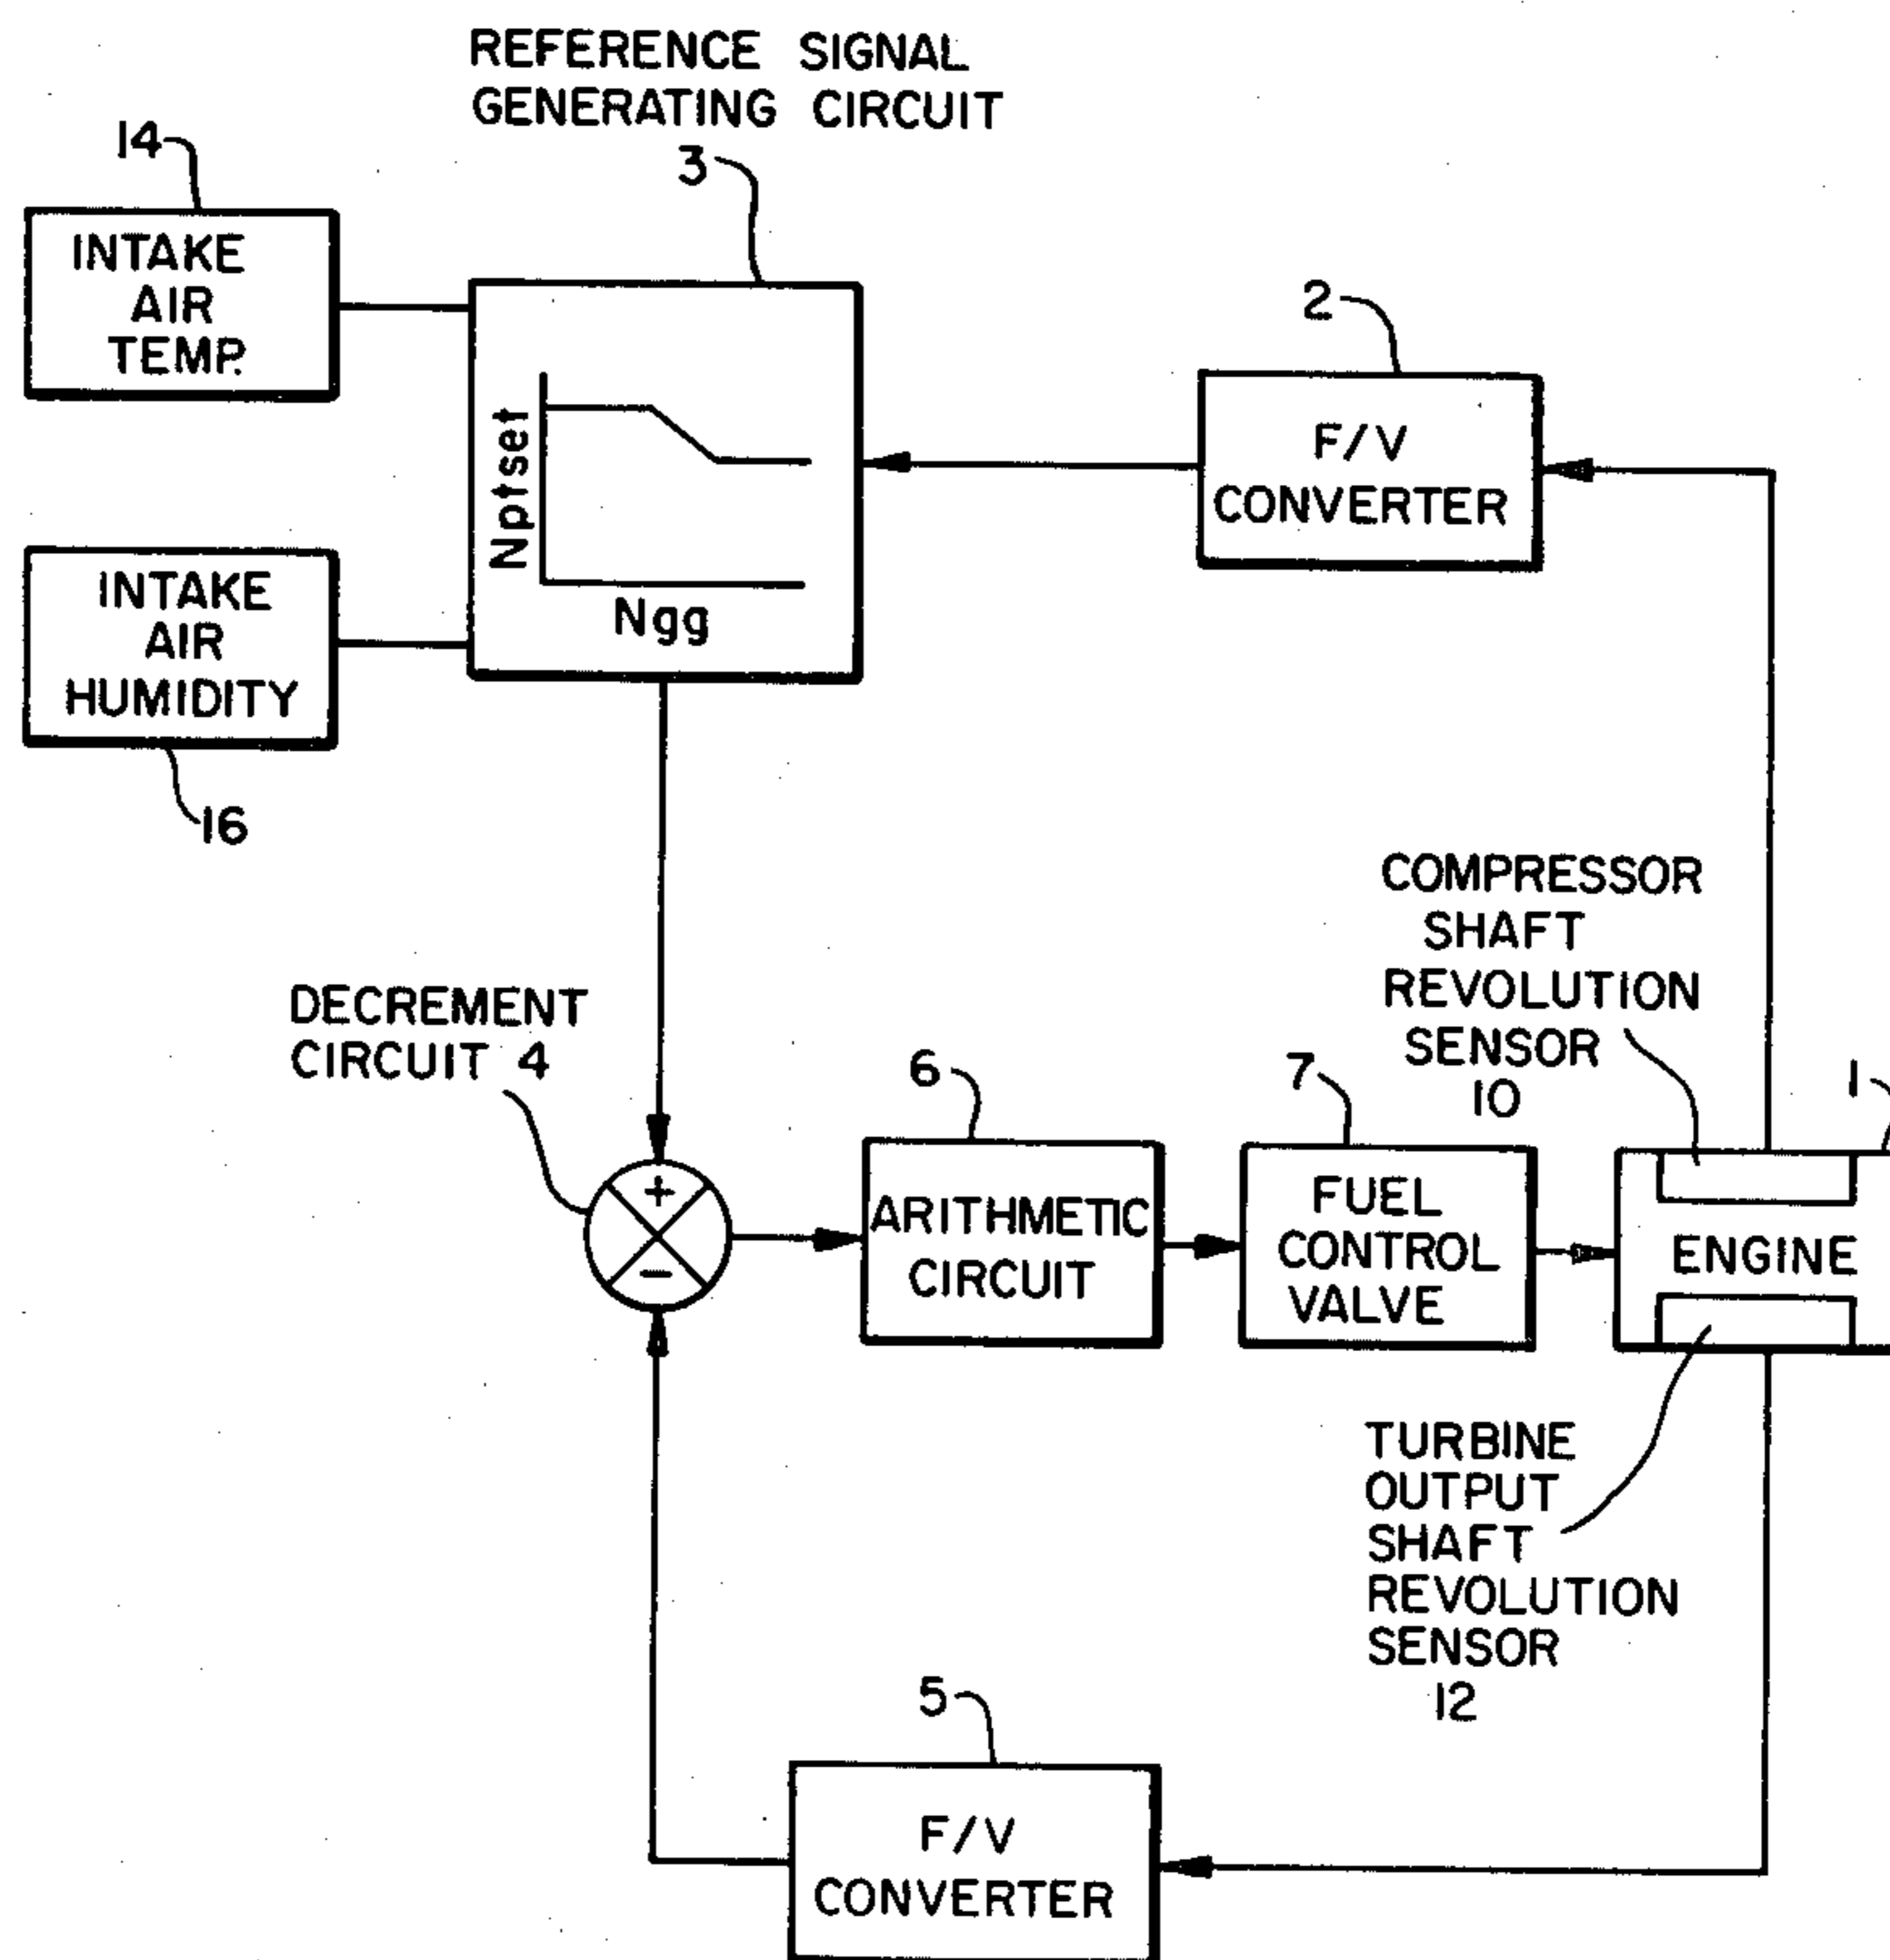 REFERENCE SIGNAL
GENERATING CIRCUIT
3
14
INTAKE
AIR
TEMP.
2
F/V
CONVERTER
Nptset
Ngg
INTAKE
AIR
HUMIDITY
16
COMPRESSOR
SHAFT
REVOLUTION
SENSOR
10
DECREMENT
CIRCUIT 4
6
7
1
+
−
ARITHMETIC
CIRCUIT
FUEL
CONTROL
VALVE
ENGINE
TURBINE
OUTPUT
SHAFT
REVOLUTION
SENSOR
12
5
F/V
CONVERTER